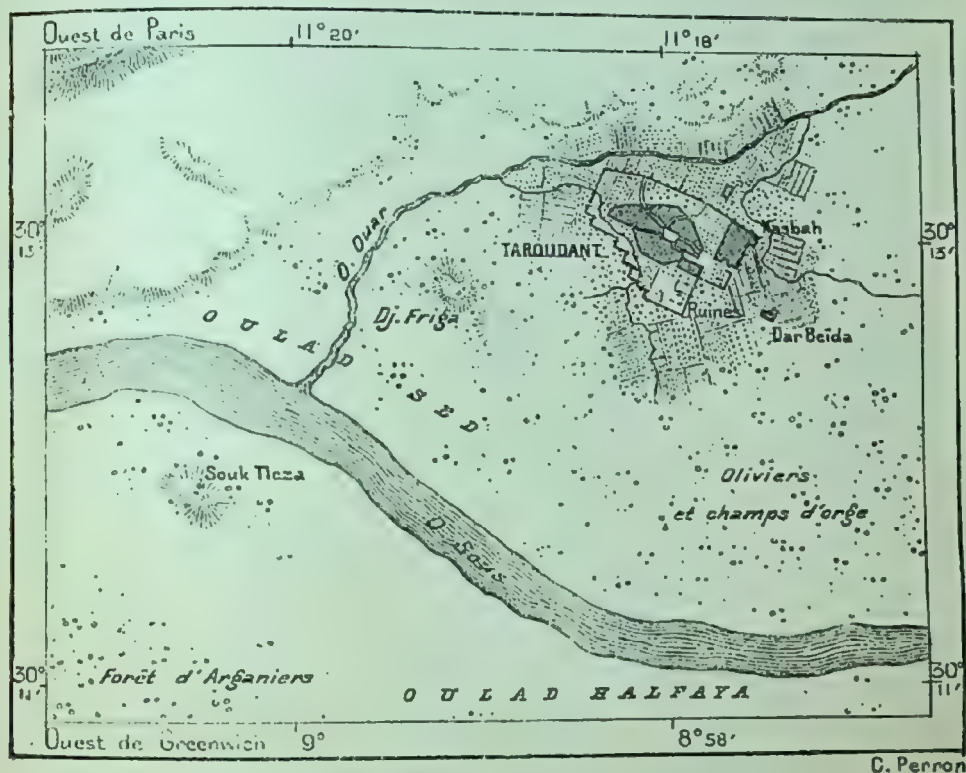 Ouest de Paris
11° 20'
11° 18'
30°
13'
30°
13'
O. Ouar
TAROUDANT
Kasbah
Dj. Friga
Ruines
Dar Beïda
OULAD SED
Souk Tleza
Oliviers
et champs d'orge
O. Sous
30°
11'
30°
11'
Forêt d'Arganiers
OULAD HALFAYA
Ouest de Greenwich
9°
8° 58'
C. Perron